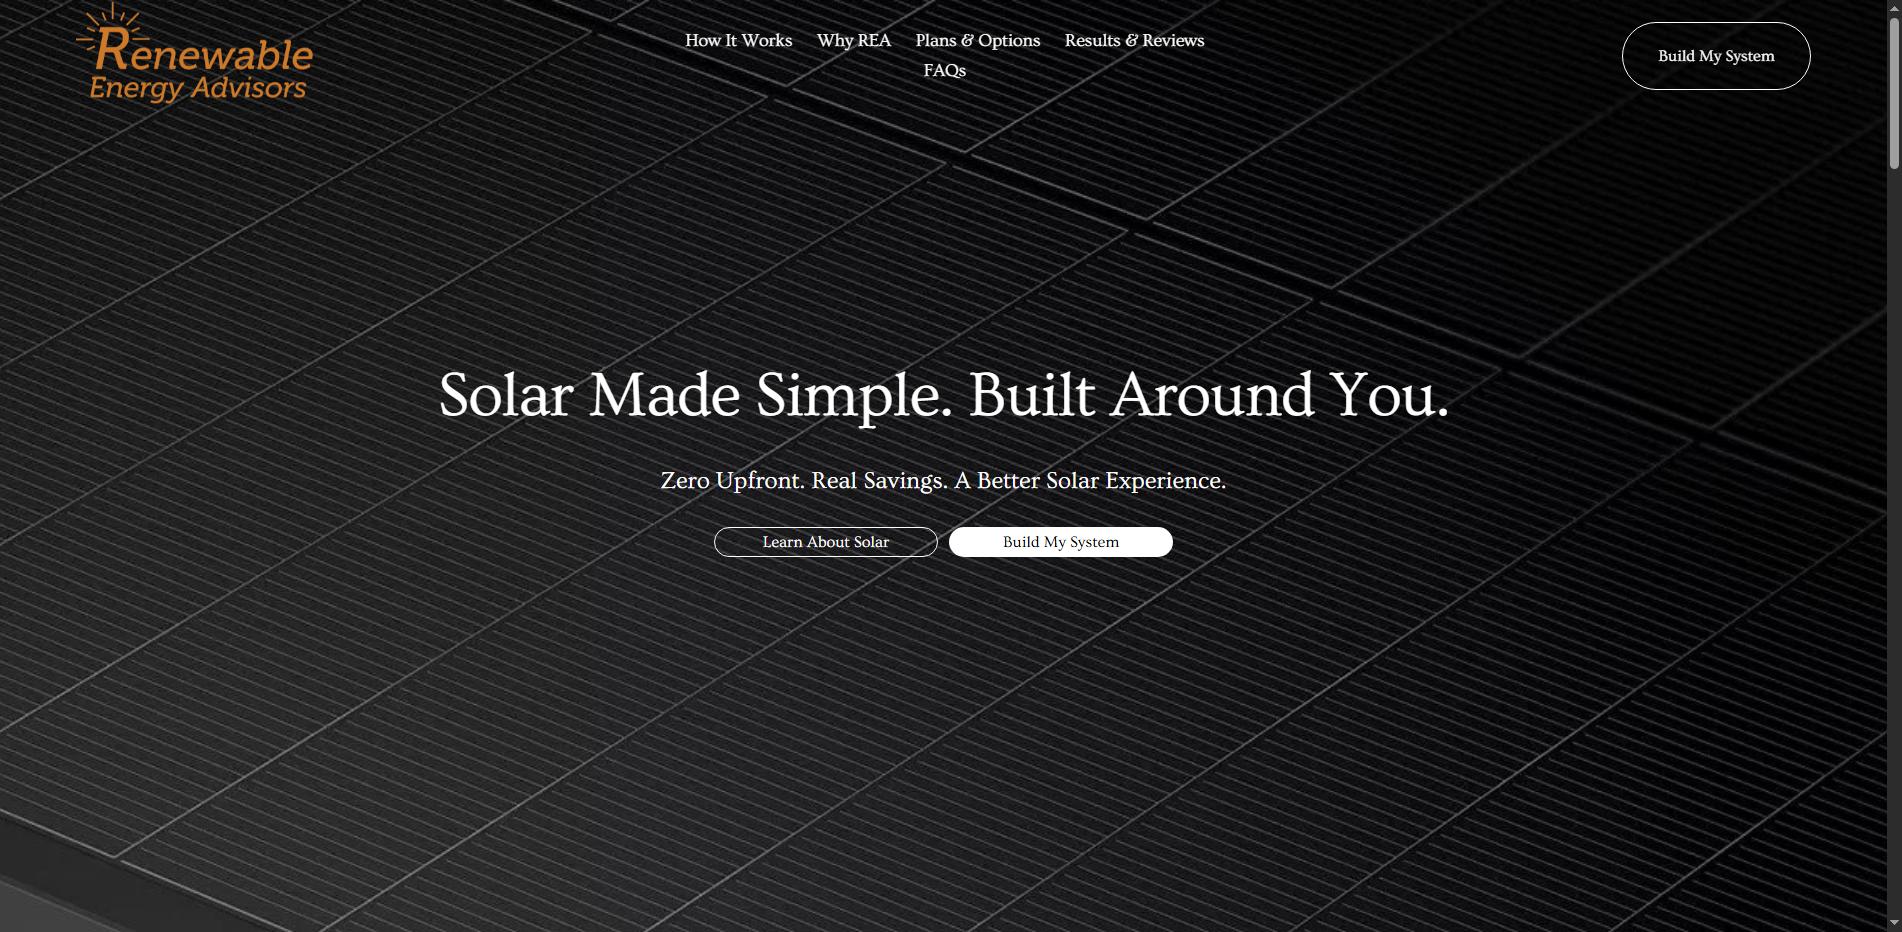 Renewable
Energy Advisors
How It Works Why REA Plans & Options Results & Reviews
FAQs
Build My System
Solar Made Simple. Built Around You.
Zero Upfront. Real Savings. A Better Solar Experience.
Learn About Solar Build My System